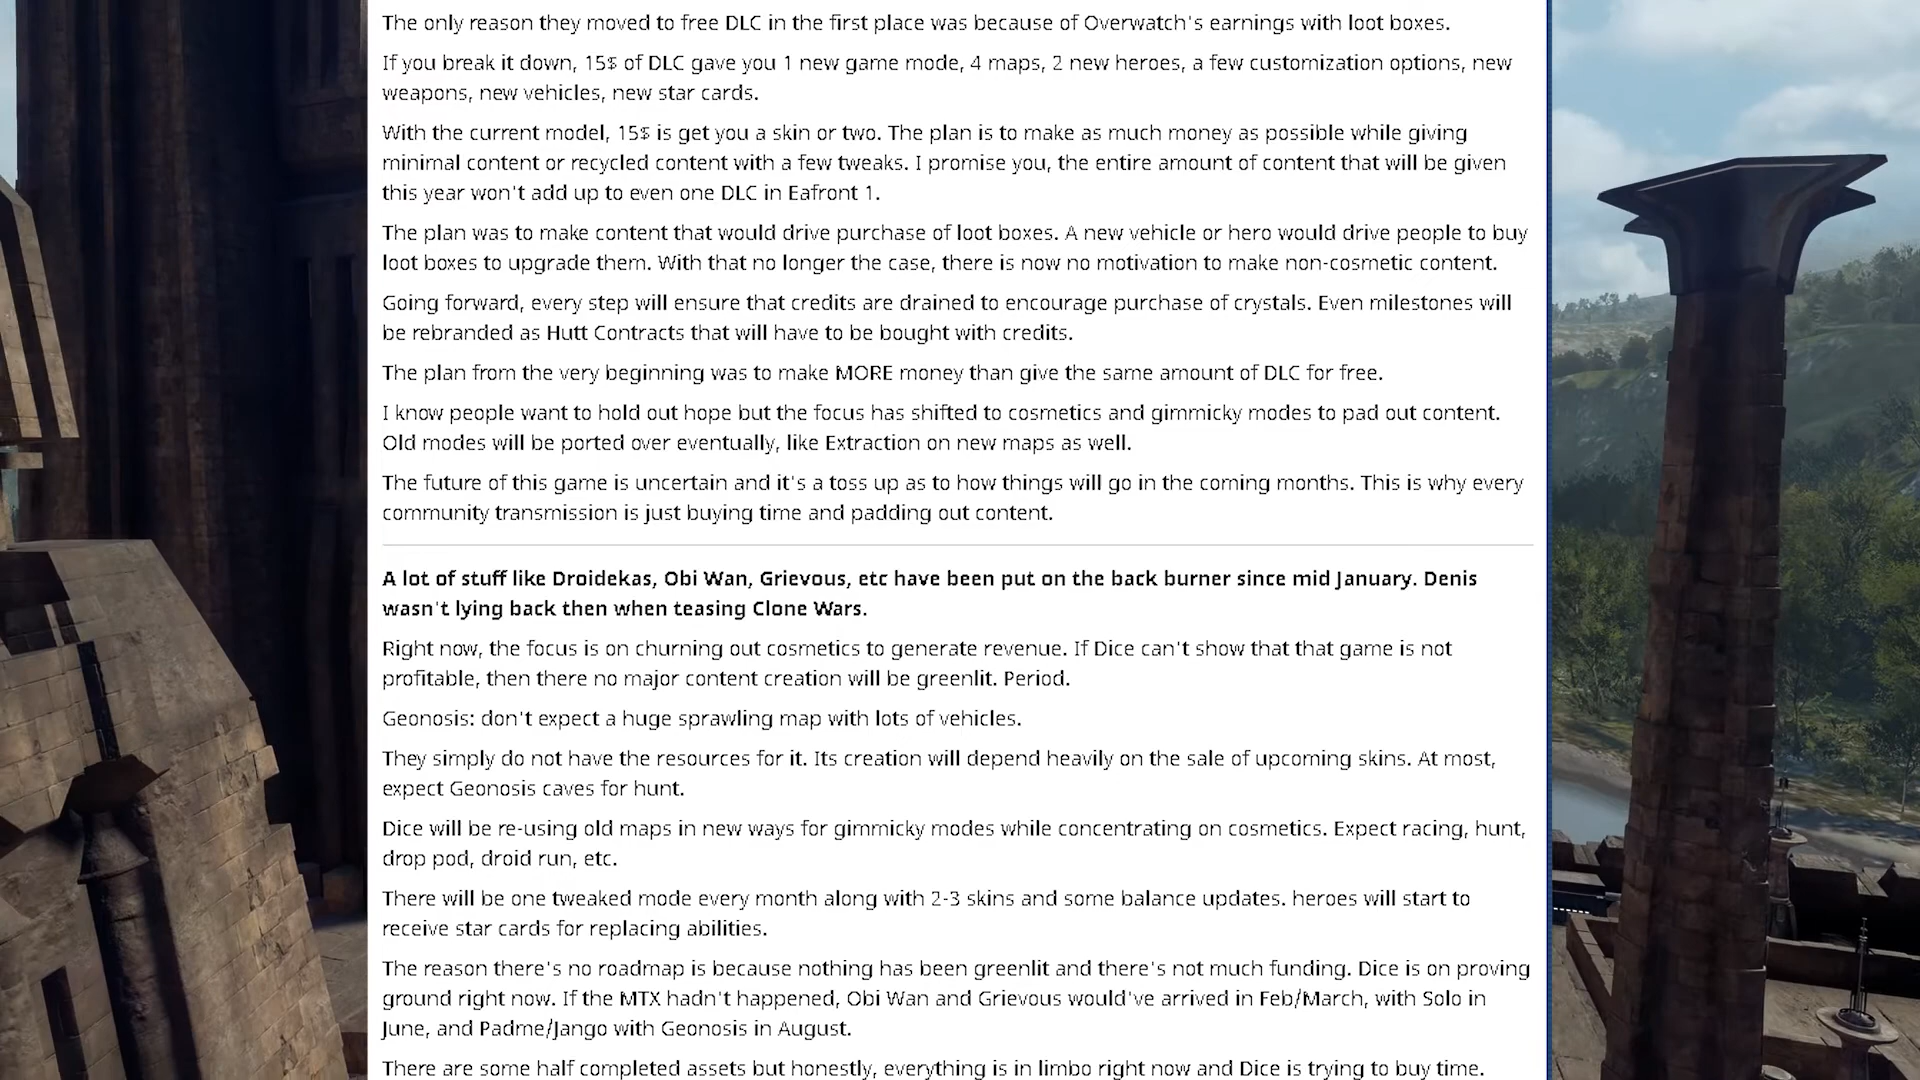 The only reason they moved to free DLC in the first place was because of Overwatch's earnings with loot boxes.
If you break it down, 15$ of DLC gave you 1 new game mode, 4 maps, 2 new heroes, a few customization options, new
weapons, new vehicles, new star cards.
With the current model, 15$ is get you a skin or two. The plan is to make as much money as possible while giving
minimal content or recycled content with a few tweaks. I promise you, the entire amount of content that will be given
this year won't add up to even one DLC in Eafront 1.
The plan was to make content that would drive purchase of loot boxes. A new vehicle or hero would drive people to buy
loot boxes to upgrade them. With that no longer the case, there is now no motivation to make non-cosmetic content.
Going forward, every step will ensure that credits are drained to encourage purchase of crystals. Even milestones will
be rebranded as Hutt Contracts that will have to be bought with credits.
The plan from the very beginning was to make MORE money than give the same amount of DLC for free.
I know people want to hold out hope but the focus has shifted to cosmetics and gimmicky modes to pad out content.
Old modes will be ported over eventually, like Extraction on new maps as well.
The future of this game is uncertain and it's a toss up as to how things will go in the coming months. This is why every
community transmission is just buying time and padding out content.
A lot of stuff like Droidekas, Obi Wan, Grievous, etc have been put on the back burner since mid January. Denis
wasn't lying back then when teasing Clone Wars.
Right now, the focus is on churning out cosmetics to generate revenue. If Dice can't show that that game is not
profitable, then there no major content creation will be greenlit. Period.
Geonosis: don't expect a huge sprawling map with lots of vehicles.
They simply do not have the resources for it. Its creation will depend heavily on the sale of upcoming skins. At most,
expect Geonosis caves for hunt.
Dice will be re-using old maps in new ways for gimmicky modes while concentrating on cosmetics. Expect racing, hunt,
drop pod, droid run, etc.
There will be one tweaked mode every month along with 2-3 skins and some balance updates. heroes will start to
receive star cards for replacing abilities.
The reason there's no roadmap is because nothing has been greenlit and there's not much funding. Dice is on proving
ground right now. If the MTX hadn't happened, Obi Wan and Grievous would've arrived in Feb/March, with Solo in
June, and Padme/Jango with Geonosis in August.
There are some half completed assets but honestly, everything is in limbo right now and Dice is trying to buy time.